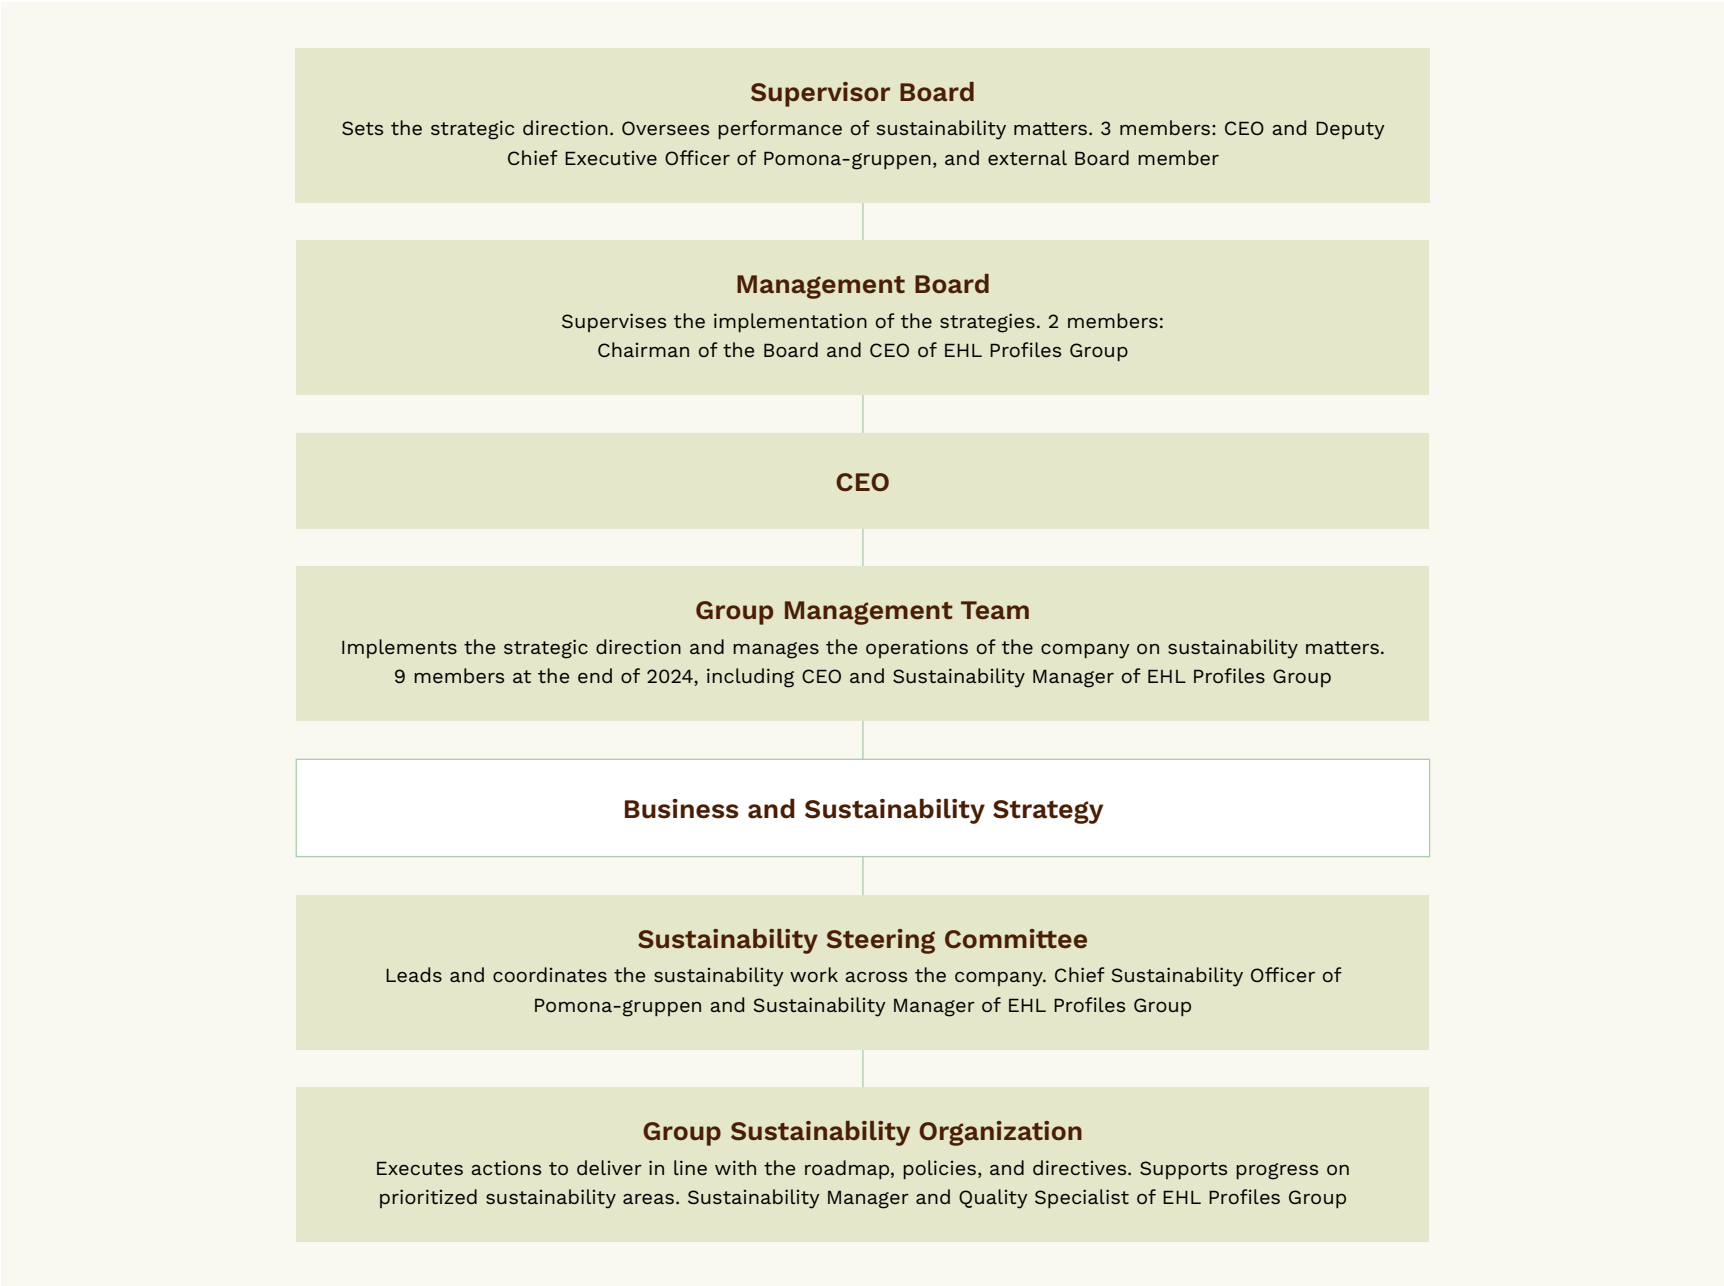 Supervisor Board
Sets the strategic direction. Oversees performance of sustainability matters. 3 members: CEO and Deputy
Chief Executive Officer of Pomona-gruppen, and external Board member
Management Board
Supervises the implementation of the strategies. 2 members:
Chairman of the Board and CEO of EHL Profiles Group
CEO
Group Management Team
Implements the strategic direction and manages the operations of the company on sustainability matters.
9 members at the end of 2024, including CEO and Sustainability Manager of EHL Profiles Group
Business and Sustainability Strategy
Sustainability Steering Committee
Leads and coordinates the sustainability work across the company. Chief Sustainability Officer of
Pomona-gruppen and Sustainability Manager of EHL Profiles Group
Group Sustainability Organization
Executes actions to deliver in line with the roadmap, policies, and directives. Supports progress on
prioritized sustainability areas. Sustainability Manager and Quality Specialist of EHL Profiles Group